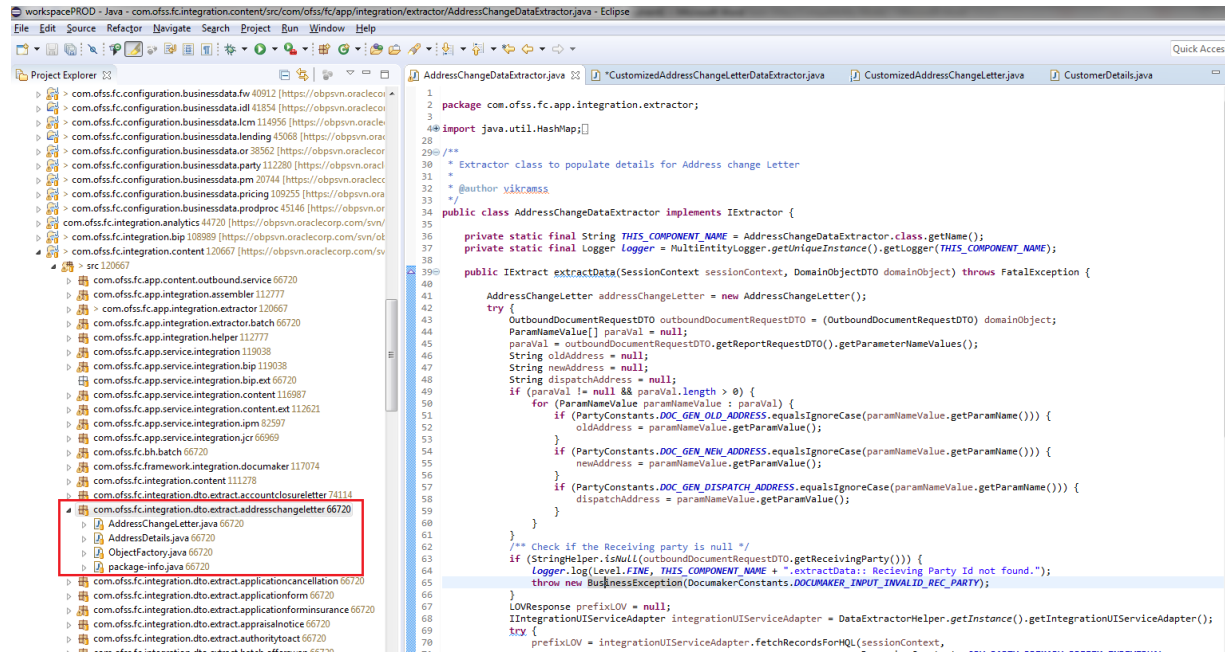 workspacePROD - Java - com.ofss.fc.integration.content/src/com/ofss/fc/app/integration/extractor/AddressChangeDataExtractor.java - Eclipse
File Edit Source Refactor Navigate Search Project Run Window Help
Quick Acces
Project Explorer
> com.ofss.fc.configuration.businessdata.fw 40912 [https://obpsvn.oracleco
> com.ofss.fc.configuration.businessdata.idl 41854 [https://obpsvn.oracleco
> com.ofss.fc.configuration.businessdata.lcm 114956 [https://obpsvn.oracle
> com.ofss.fc.configuration.businessdata.lending 45068 [https://obpsvn.orac
> com.ofss.fc.configuration.businessdata.or 38562 [https://obpsvn.oraclecor
> com.ofss.fc.configuration.businessdata.party 112280 [https://obpsvn.oracl
> com.ofss.fc.configuration.businessdata.pm 20744 [https://obpsvn.oraclecor
> com.ofss.fc.configuration.businessdata.pricing 109255 [https://obpsvn.ora
> com.ofss.fc.configuration.businessdata.prodproc 45146 [https://obpsvn.or
com.ofss.fc.integration.analytics 44720 [https://obpsvn.oraclecorp.com/svn/
> com.ofss.fc.integration.bip 108989 [https://obpsvn.oraclecorp.com/svn/ob
> com.ofss.fc.integration.content 120667 [https://obpsvn.oraclecorp.com/sv
> src 120667
com.ofss.fc.app.content.outbound.service 66720
com.ofss.fc.app.integration.assembler 112777
> com.ofss.fc.app.integration.extractor 120667
com.ofss.fc.app.integration.extractor.batch 66720
com.ofss.fc.app.integration.helper 112777
com.ofss.fc.app.service.integration 119038
com.ofss.fc.app.service.integration.bip 119038
com.ofss.fc.app.service.integration.bip.ext 66720
com.ofss.fc.app.service.integration.content 116987
com.ofss.fc.app.service.integration.content.ext 112621
com.ofss.fc.app.service.integration.ipm 82597
com.ofss.fc.app.service.integration.jcr 66969
com.ofss.fc.bh.batch 66720
com.ofss.fc.framework.integration.documaker 117074
com.ofss.fc.integration.content 111278
com.ofss.fc.integration.dto.extract.accountclosureletter 74114
com.ofss.fc.integration.dto.extract.addresschangeletter 66720
AddressChangeLetter.java 66720
AddressDetails.java 66720
ObjectFactory.java 66720
package-info.java 66720
com.ofss.fc.integration.dto.extract.applicationcancellation 66720
com.ofss.fc.integration.dto.extract.applicationform 66720
com.ofss.fc.integration.dto.extract.applicationforminsurance 66720
com.ofss.fc.integration.dto.extract.appraisalnotice 66720
com.ofss.fc.integration.dto.extract.authoritytoact 66720
AddressChangeDataExtractor.java *CustomizedAddressChangeLetterDataExtractor.java CustomizedAddressChangeLetter.java CustomerDetails.java
1
2 package com.ofss.fc.app.integration.extractor;
3
4 import java.util.HashMap;
28
29 /**
30 * Extractor class to populate details for Address change Letter
31 *
32 * @author vikramss
33 */
34 public class AddressChangeDataExtractor implements IExtractor {
35
36 private static final String THIS_COMPONENT_NAME = AddressChangeDataExtractor.class.getName();
37 private static final Logger logger = MultiEntityLogger.getUniqueInstance().getLogger(THIS_COMPONENT_NAME);
38
39 public IExtract extractData(SessionContext sessionContext, DomainObjectDTO domainObject) throws FatalException {
40
41 AddressChangeLetter addressChangeLetter = new AddressChangeLetter();
42 try {
43 OutboundDocumentRequestDTO outboundDocumentRequestDTO = (OutboundDocumentRequestDTO) domainObject;
44 ParamNameValue[] paraVal = null;
45 paraVal = outboundDocumentRequestDTO.getReportRequestDTO().getParameterNameValues();
46 String oldAddress = null;
47 String newAddress = null;
48 String dispatchAddress = null;
49 if (paraVal != null && paraVal.length > 0) {
50 for (ParamNameValue paramNameValue : paraVal) {
51 if (PartyConstants.DOC_GEN_OLD_ADDRESS.equalsIgnoreCase(paramNameValue.getParamName())) {
52 oldAddress = paramNameValue.getParamValue();
53 }
54 if (PartyConstants.DOC_GEN_NEW_ADDRESS.equalsIgnoreCase(paramNameValue.getParamName())) {
55 newAddress = paramNameValue.getParamValue();
56 }
57 if (PartyConstants.DOC_GEN_DISPATCH_ADDRESS.equalsIgnoreCase(paramNameValue.getParamName())) {
58 dispatchAddress = paramNameValue.getParamValue();
59 }
60 }
61 }
62 /** Check if the Receiving party is null */
63 if (StringHelper.isNull(outboundDocumentRequestDTO.getReceivingParty())) {
64 logger.log(Level.FINE, THIS_COMPONENT_NAME + ".extractData:: Recieving Party Id not found.");
65 throw new BusinessException(DocumakerConstants.DOCUMAKER_INPUT_INVALID_REC_PARTY);
66 }
67 LOVResponse prefixLOV = null;
68 IIntegrationUIServiceAdapter integrationUIServiceAdapter = DataExtractorHelper.getInstance().getIntegrationUIServiceAdapter();
69 try {
70 prefixLOV = integrationUIServiceAdapter.fetchRecordsForHQL(sessionContext,